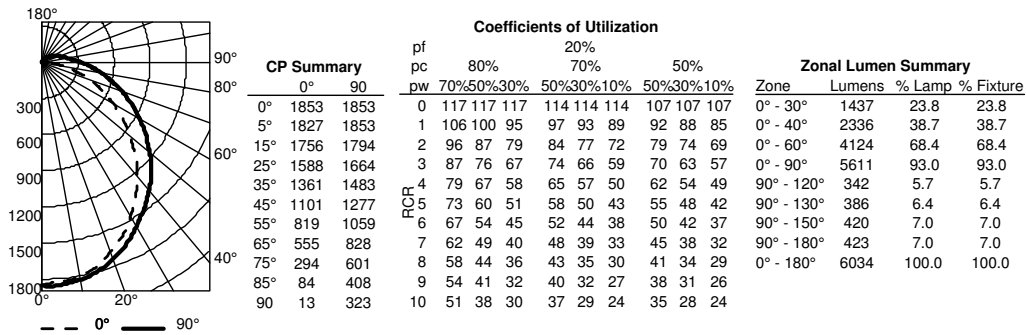 180°
90°
80°
60°
40°
20°
0°
300
600
900
1200
1500
1800
0° 90°
CP Summary
0° 90
0° 1853 1853
5° 1827 1853
15° 1756 1794
25° 1588 1664
35° 1361 1483
45° 1101 1277
55° 819 1059
65° 555 828
75° 294 601
85° 84 408
90 13 323
Coefficients of Utilization
pf 20%
pc 80% 70% 50%
pw 70%50%30% 50%30%10% 50%30%10%
RCR
0 117 117 117 114 114 114 107 107 107
1 106 100 95 97 93 89 92 88 85
2 96 87 79 84 77 72 79 74 69
3 87 76 67 74 66 59 70 63 57
4 79 67 58 65 57 50 62 54 49
5 73 60 51 58 50 43 55 48 42
6 67 54 45 52 44 38 50 42 37
7 62 49 40 48 39 33 45 38 32
8 58 44 36 43 35 30 41 34 29
9 54 41 32 40 32 27 38 31 26
10 51 38 30 37 29 24 35 28 24
Zonal Lumen Summary
Zone Lumens % Lamp % Fixture
0° - 30° 1437 23.8 23.8
0° - 40° 2336 38.7 38.7
0° - 60° 4124 68.4 68.4
0° - 90° 5611 93.0 93.0
90° - 120° 342 5.7 5.7
90° - 130° 386 6.4 6.4
90° - 150° 420 7.0 7.0
90° - 180° 423 7.0 7.0
0° - 180° 6034 100.0 100.0